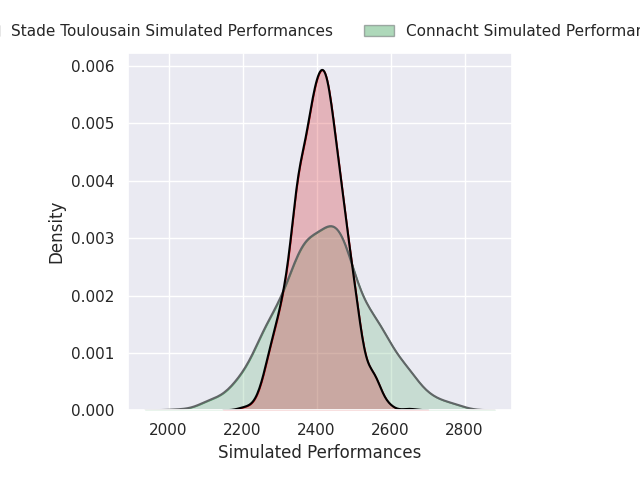 Stade Toulousain Simulated Performances
Connacht Simulated
0.006
0.005
0.004
0.003
0.002
0.001
0.000
Density
2000 2200 2400 2600 2800
Simulated Performances